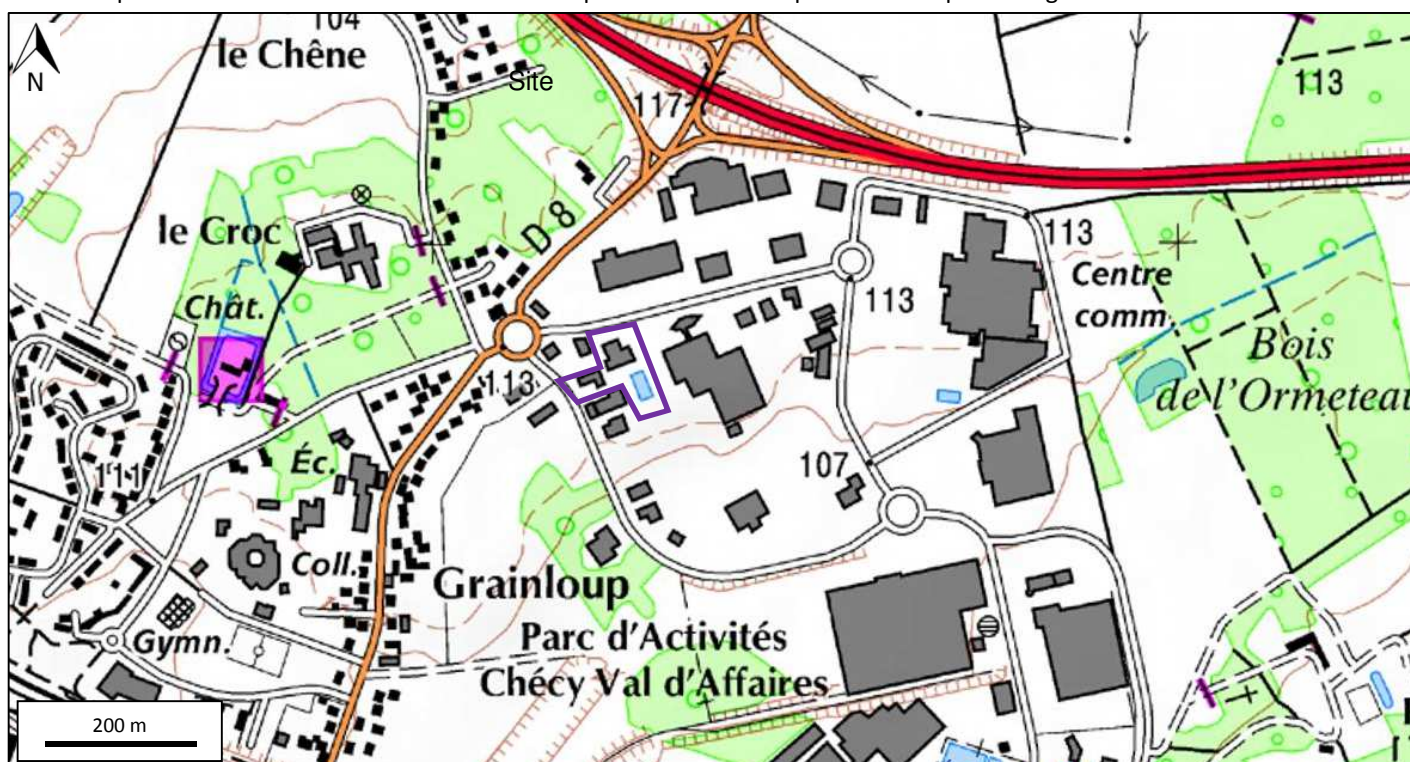 104
le Chêne
N
Site
117
113
le Croc
D 8
Chât.
113
Centre
comm.
113
Bois
de l'Ormeteau
113
111
Éc.
107
Coll.
Grainloup
Gymn.
Parc d'Activités
Chécy Val d'Affaires
200 m